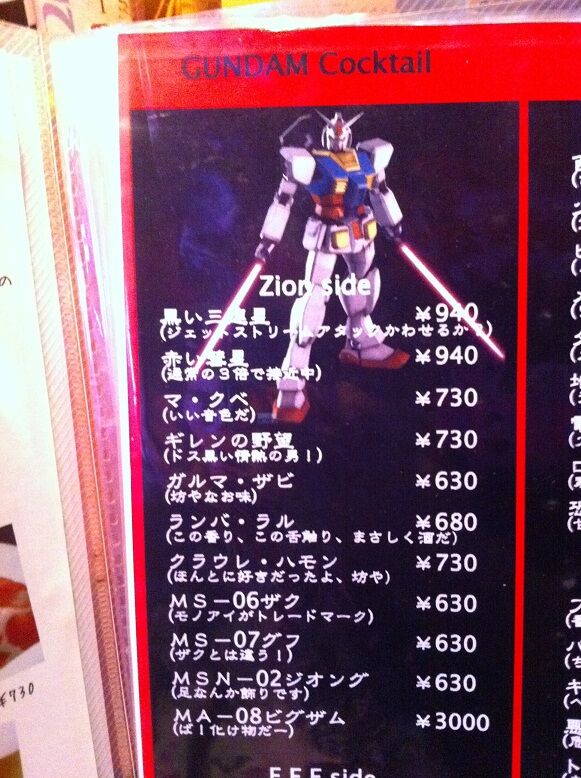 GUNDAM Cocktail
Zion side
黒い三連星 ¥940
(ジェットストリームアタックかわせるか?)
赤い彗星 ¥940
(通常の3倍で接近中)
マ・クベ ¥730
(いい音色だ)
ギレンの野望 ¥730
(ドス黒い情熱の男!)
ガルマ・ザビ ¥630
(坊やなお味)
ランバ・ラル ¥680
(この香り、この舌触り、まさしく酒だ)
クラウレ・ハモン ¥730
(ほんとに好きだったよ、坊や)
MS-06ザク ¥630
(モノアイがトレードマーク)
MS-07グフ ¥630
(ザクとは違う!)
MSN-02ジオング ¥630
(足なんか飾りです)
MA-08ビグザム ¥3000
(ば!化け物だー)
E.F.F side
¥730
の